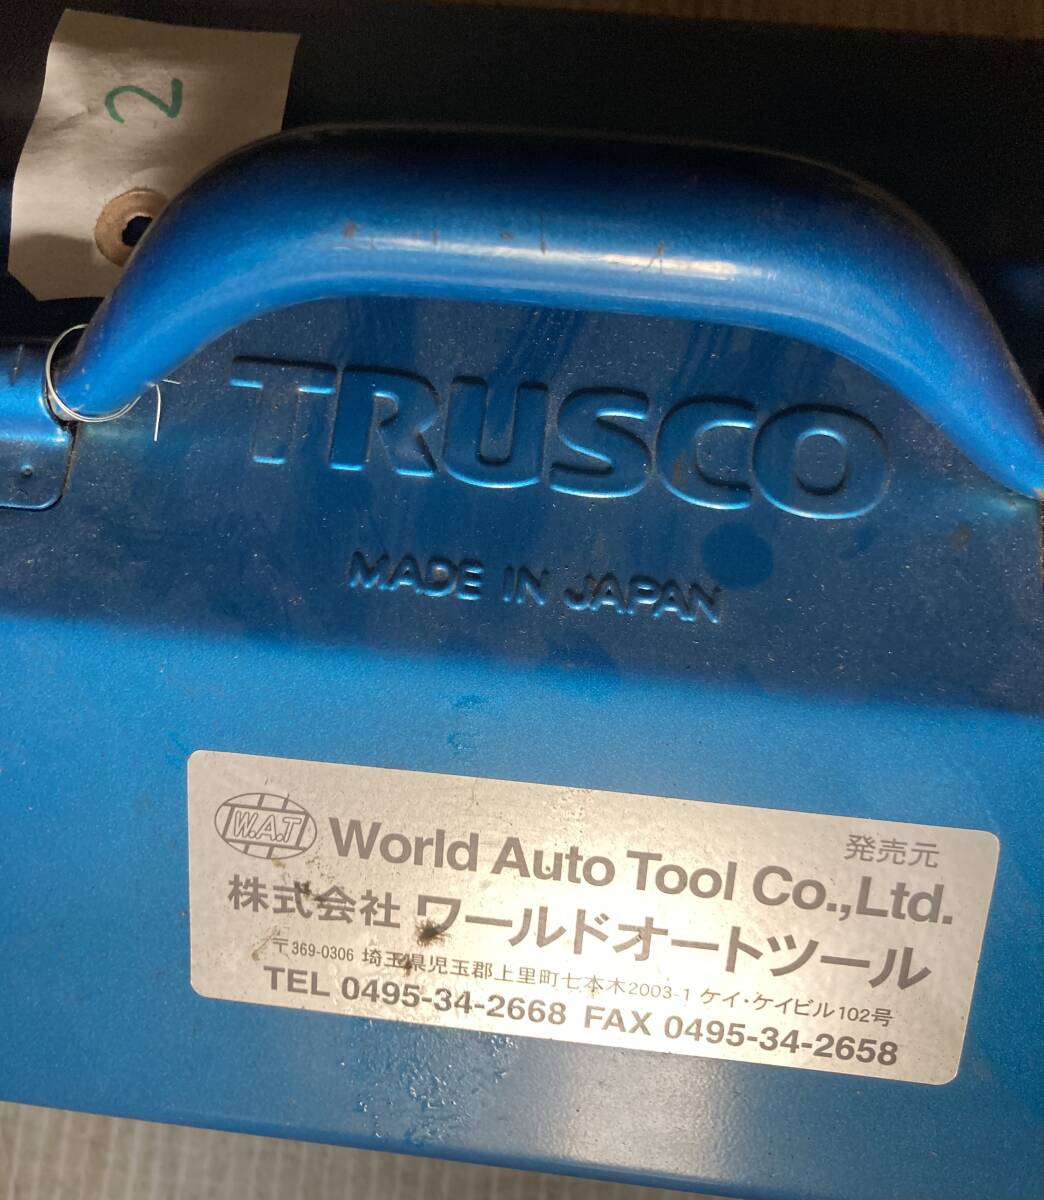 2
TRUSCO
MADE IN JAPAN
発売元
W.A.T World Auto Tool Co.,Ltd.
株式会社 ワールドオートツール
〒369-0306 埼玉県児玉郡上里町七本木2003-1 ケイ・ケイビル102号
TEL 0495-34-2668 FAX 0495-34-2658